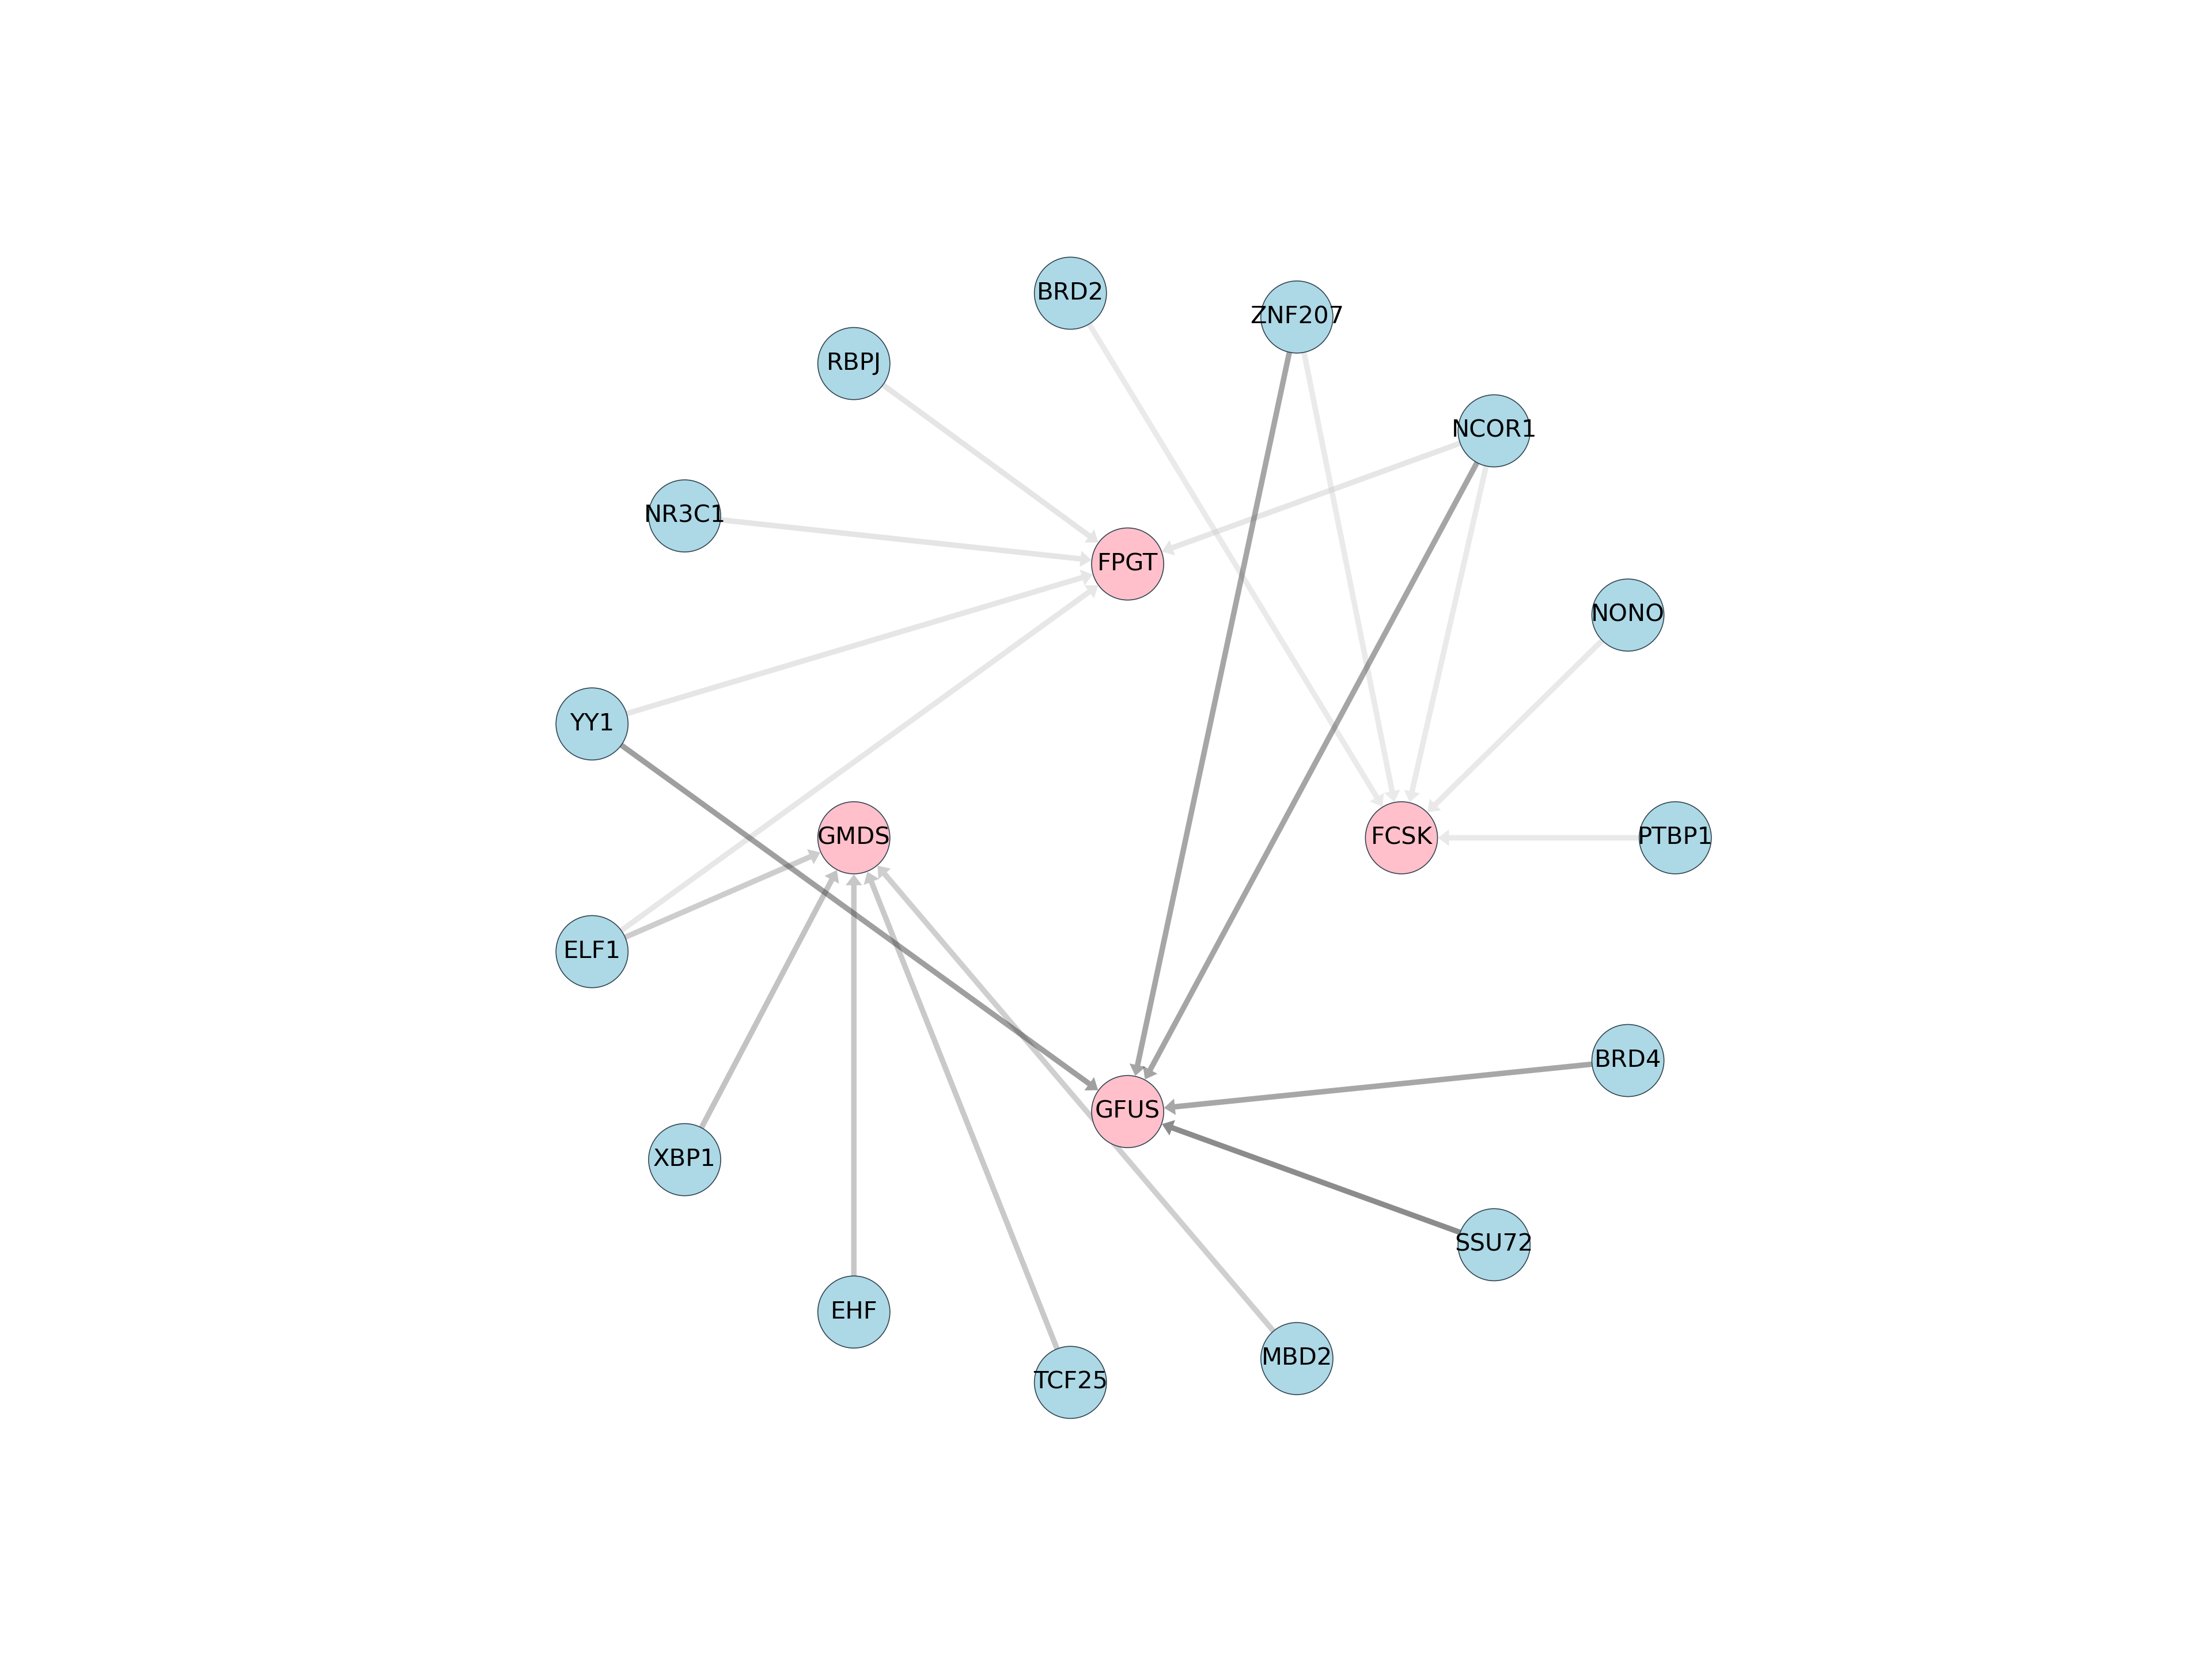 BRD2
ZNF207
RBPJ
NCOR1
NR3C1
FPGT
NONO
YY1
GMDS
FCSK
PTBP1
ELF1
BRD4
GFUS
XBP1
SSU72
EHF
MBD2
TCF25